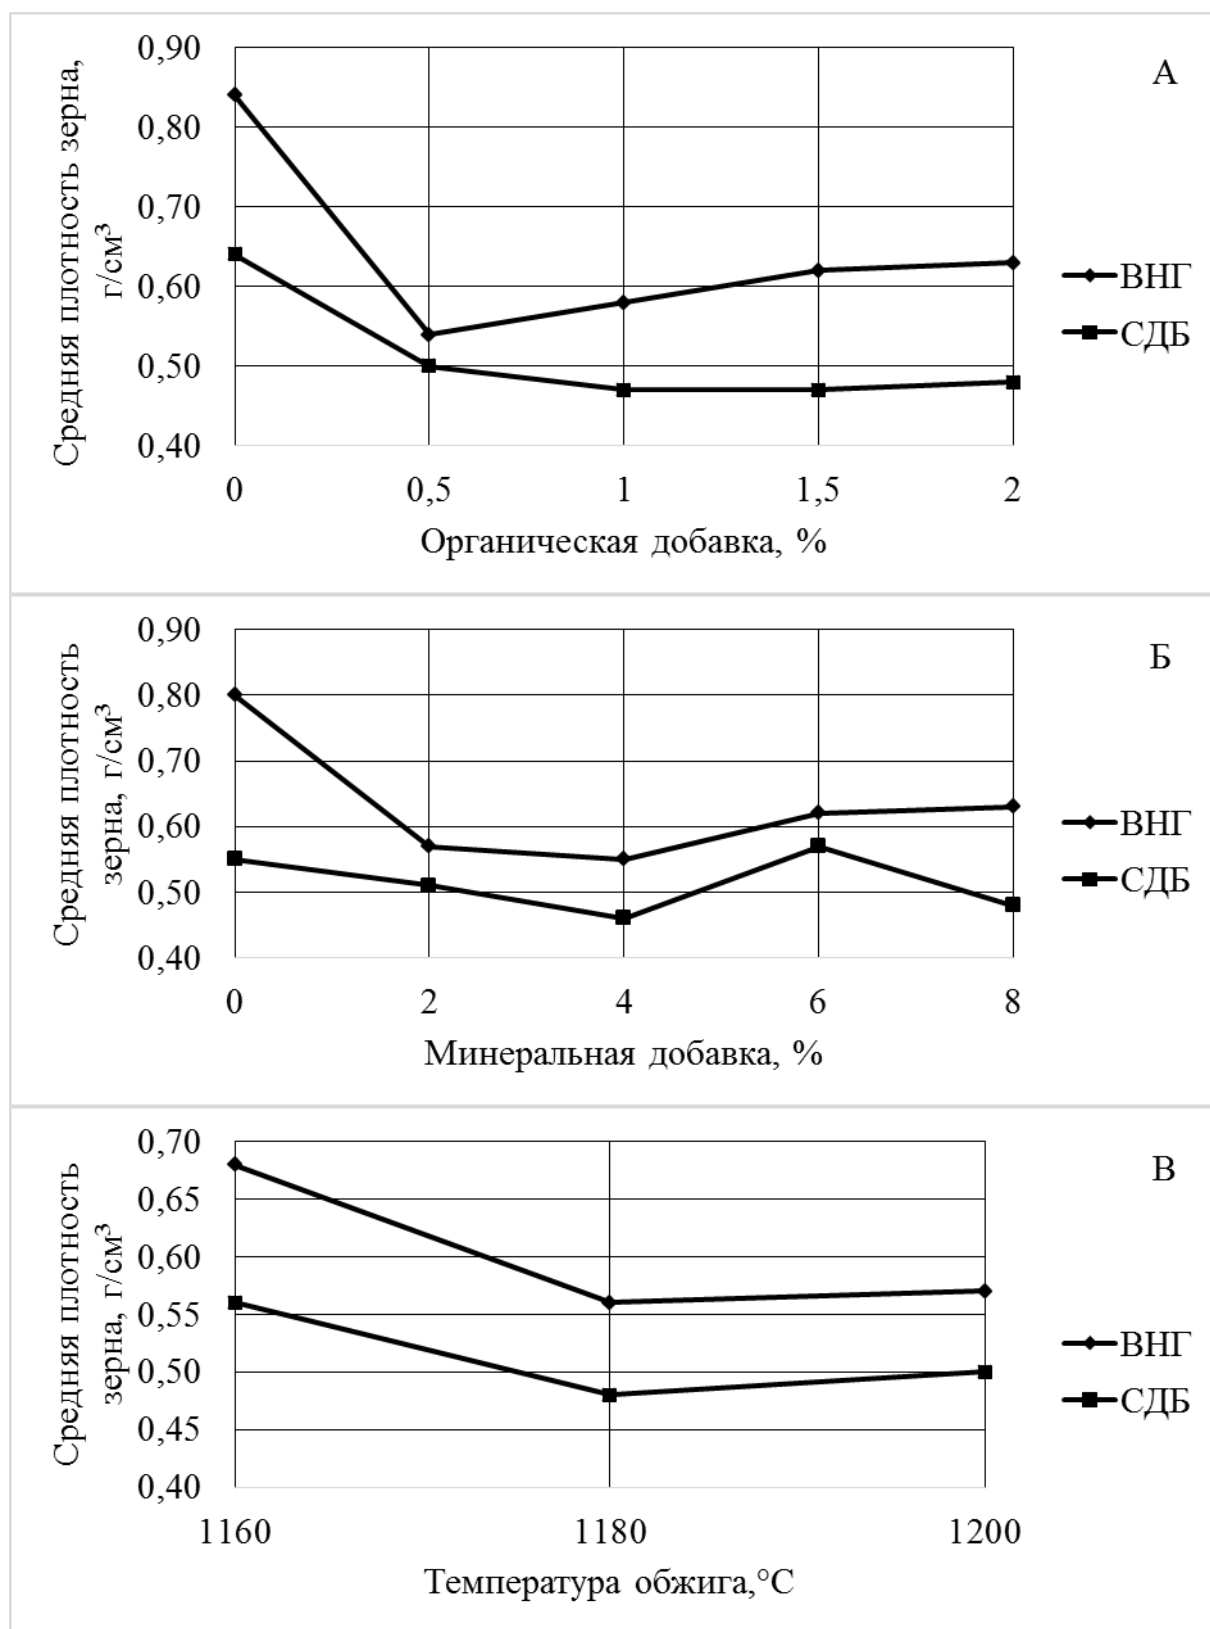 Средняя плотность зерна,
г/см³
0,90
0,80
0,70
0,60
0,50
0,40
0
0,5
1
1,5
2
Органическая добавка, %
А
ВНГ
СДБ
Средняя плотность
зерна, г/см³
0,90
0,80
0,70
0,60
0,50
0,40
0
2
4
6
8
Минеральная добавка, %
Б
ВНГ
СДБ
Средняя плотность
зерна, г/см³
0,70
0,65
0,60
0,55
0,50
0,45
0,40
1160
1180
1200
Температура обжига,°С
В
ВНГ
СДБ